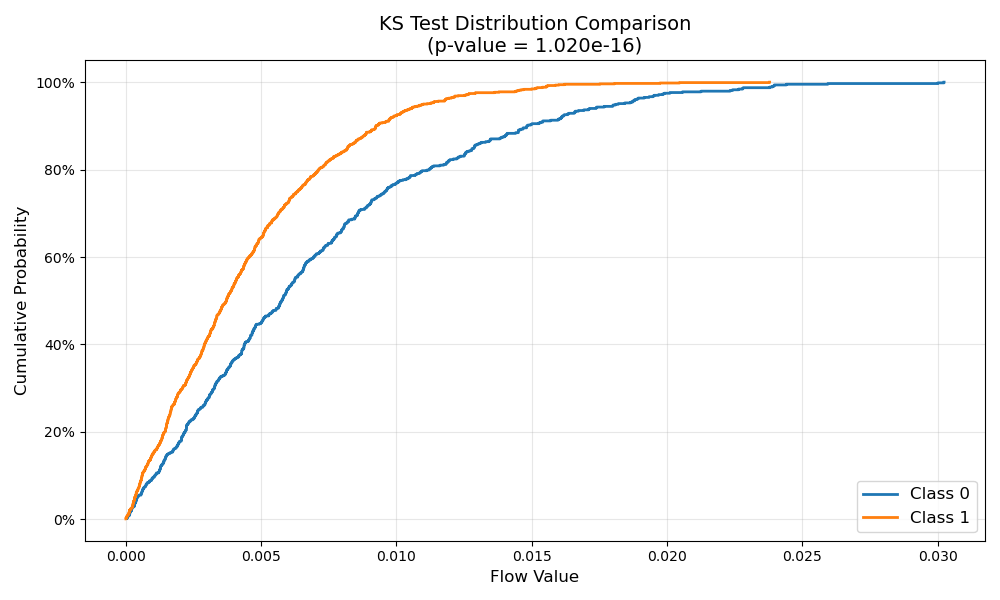 KS Test Distribution Comparison
(p-value = 1.020e-16)
Cumulative Probability
100%
80%
60%
40%
20%
0%
0.000 0.005 0.010 0.015 0.020 0.025 0.030
Flow Value
Class 0
Class 1